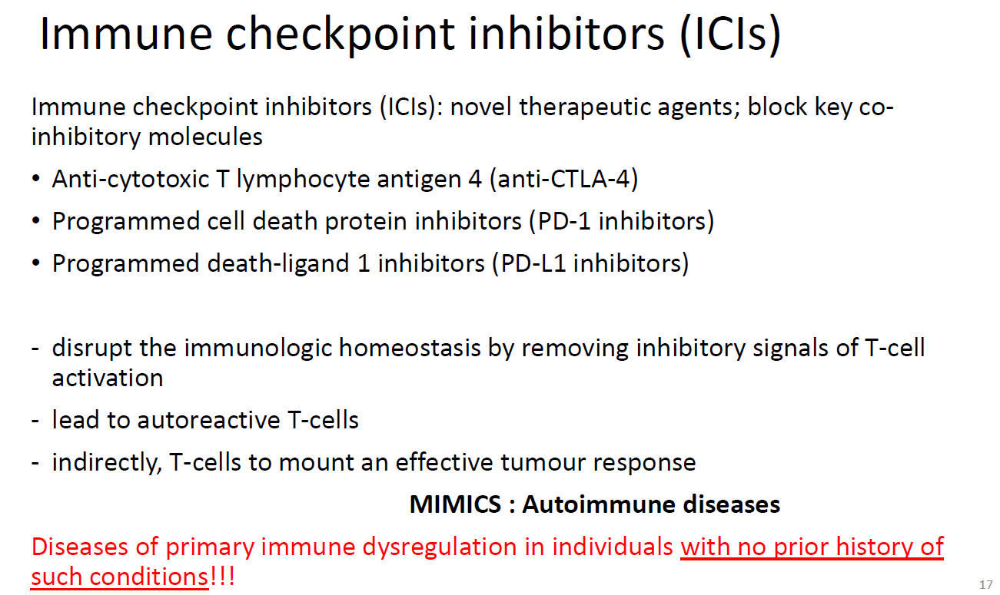 Immune checkpoint inhibitors (ICIs)
Immune checkpoint inhibitors (ICIs): novel therapeutic agents; block key co-
inhibitory molecules
• Anti-cytotoxic T lymphocyte antigen 4 (anti-CTLA-4)
• Programmed cell death protein inhibitors (PD-1 inhibitors)
• Programmed death-ligand 1 inhibitors (PD-L1 inhibitors)
- disrupt the immunologic homeostasis by removing inhibitory signals of T-cell
activation
- lead to autoreactive T-cells
- indirectly, T-cells to mount an effective tumour response
MIMICS : Autoimmune diseases
Diseases of primary immune dysregulation in individuals with no prior history of
such conditions!!!
17